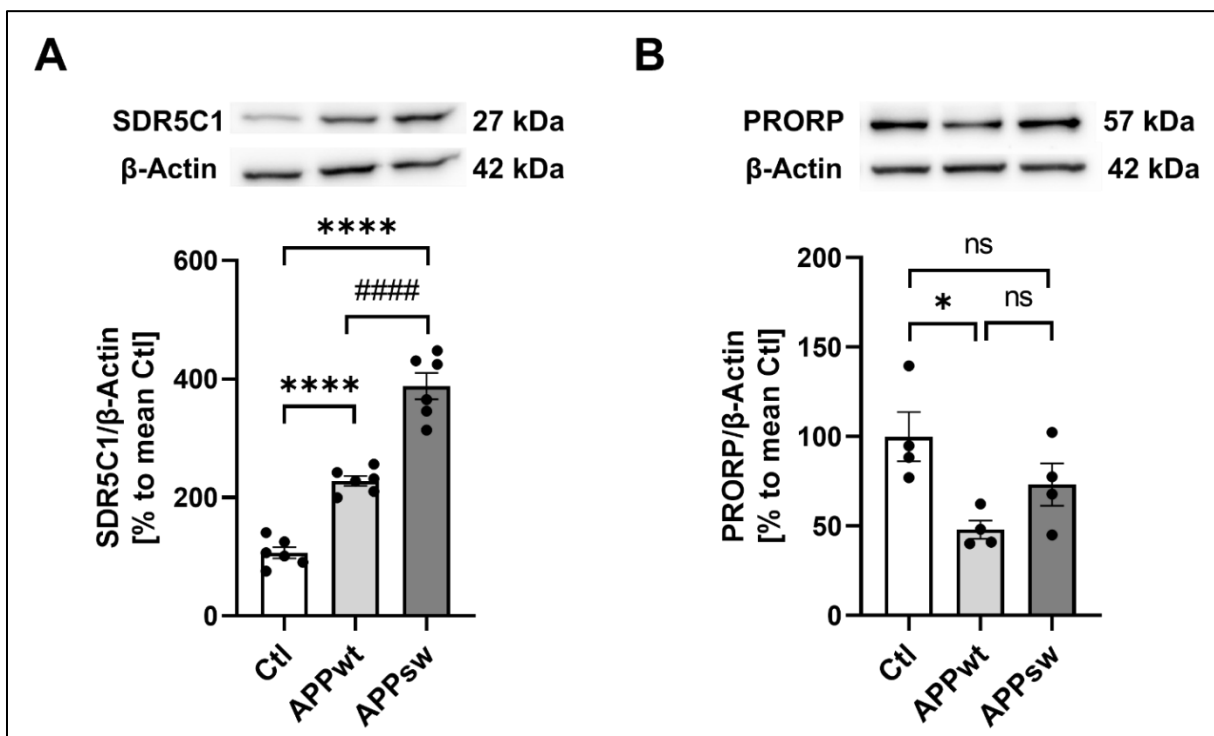 A
SDR5C1 27 kDa
β-Actin 42 kDa
****
####
****
600
400
200
0
SDR5C1/β-Actin
[% to mean Ctl]
Ctl
APPwt
APPsw
B
PRORP 57 kDa
β-Actin 42 kDa
ns
* ns
200
150
100
50
0
PRORP/β-Actin
[% to mean Ctl]
Ctl
APPwt
APPsw